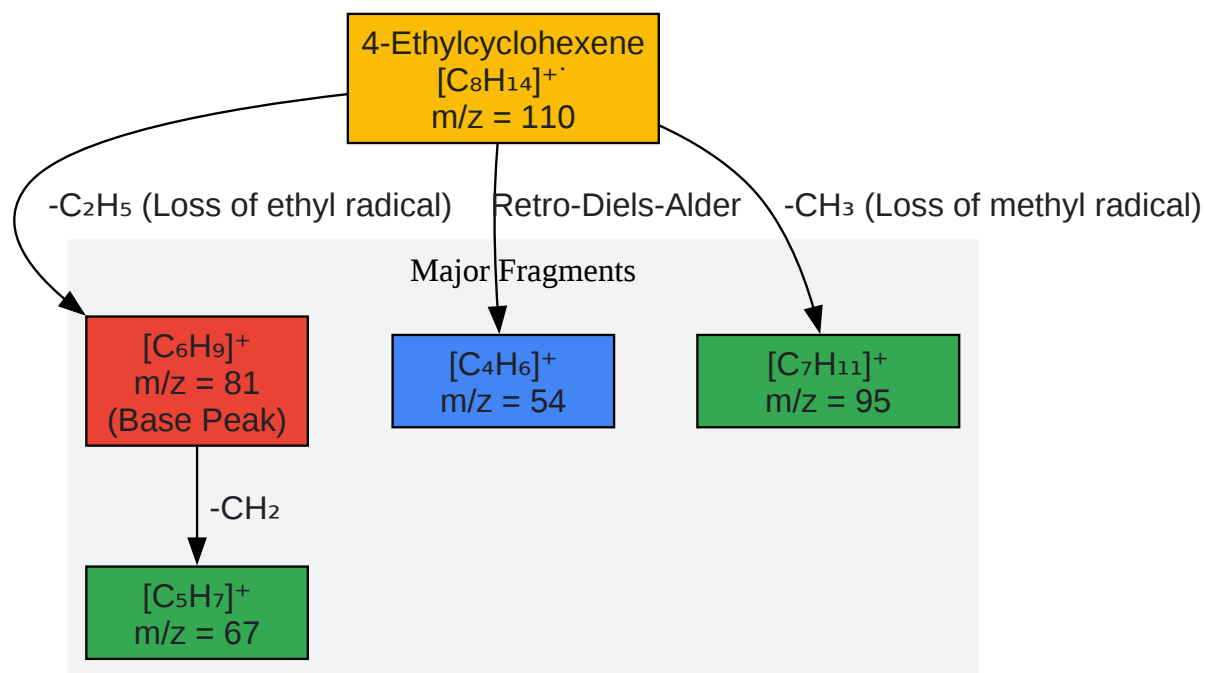 4-Ethylcyclohexene
[C₈H₁₄]⁺˙
m/z = 110
-C₂H₅ (Loss of ethyl radical)
Retro-Diels-Alder
-CH₃ (Loss of methyl radical)
Major Fragments
[C₆H₉]⁺
m/z = 81
(Base Peak)
[C₄H₆]⁺
m/z = 54
[C₇H₁₁]⁺
m/z = 95
-CH₂
[C₅H₇]⁺
m/z = 67